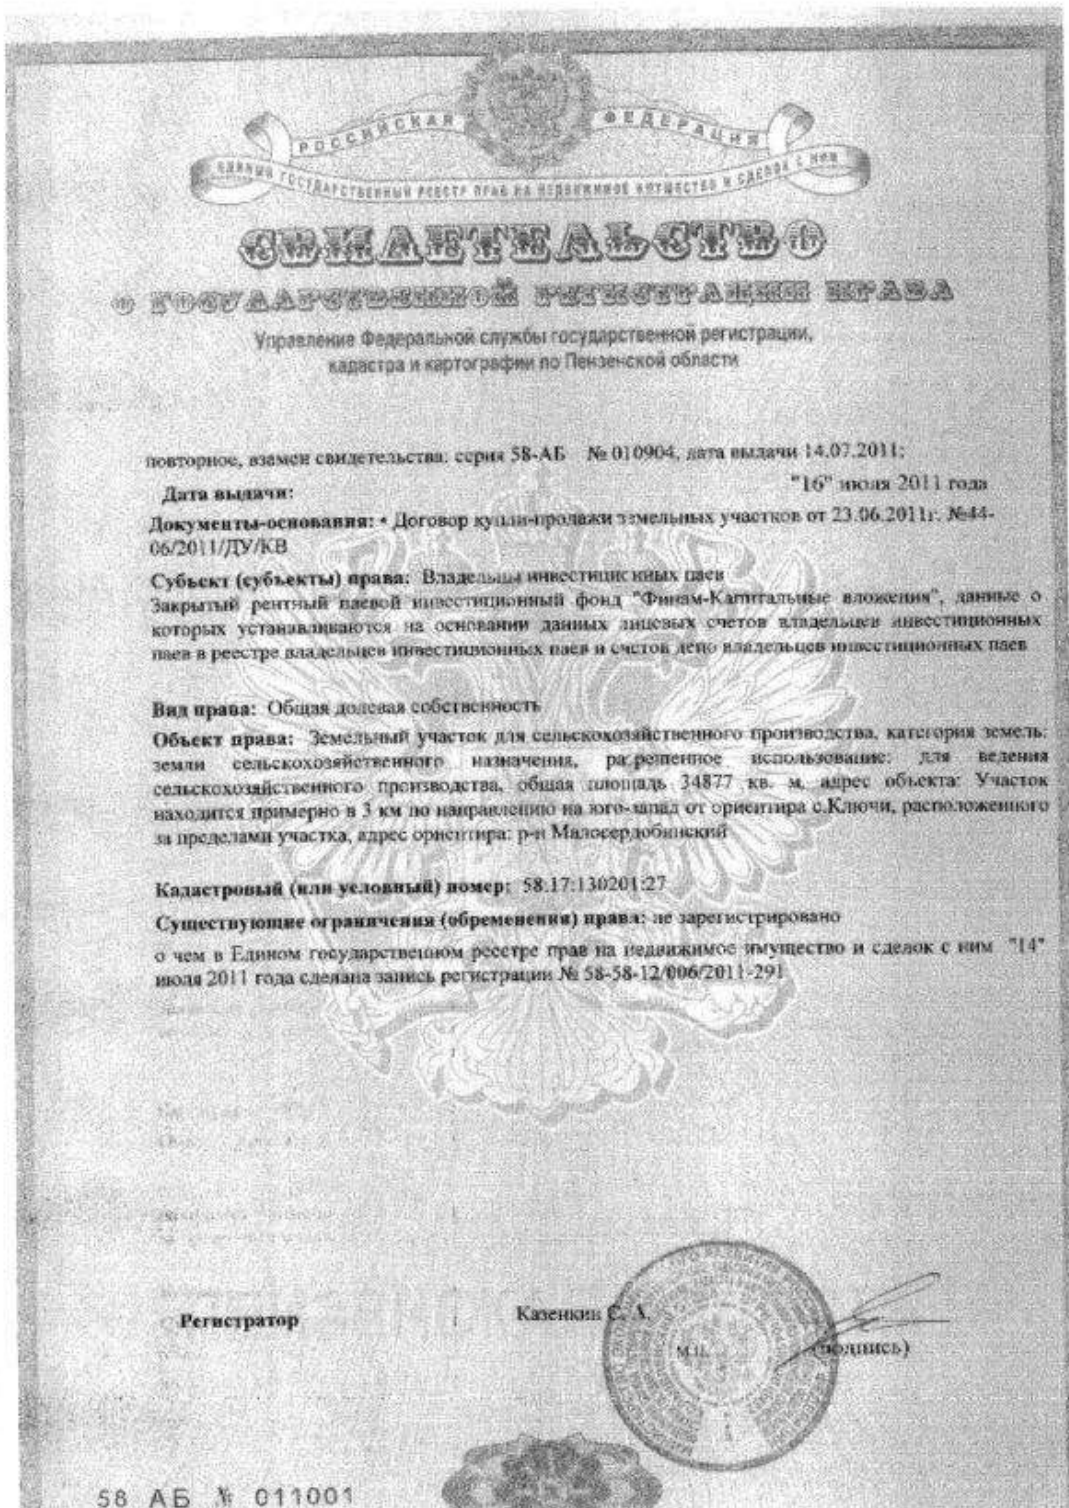 РОССИЙСКАЯ ФЕДЕРАЦИЯ
ЕДИНЫЙ ГОСУДАРСТВЕННЫЙ РЕЕСТР ПРАВ НА НЕДВИЖИМОЕ ИМУЩЕСТВО И СДЕЛОК С НИМ
СВИДЕТЕЛЬСТВО
О ГОСУДАРСТВЕННОЙ РЕГИСТРАЦИИ ПРАВА
Управление Федеральной службы государственной регистрации,
кадастра и картографии по Пензенской области
повторное, взамен свидетельства: серия 58-АБ № 010904, дата выдачи 14.07.2011;
Дата выдачи: "16" июля 2011 года
Документы-основания: • Договор купли-продажи земельных участков от 23.06.2011г. №44-
06/2011/ДУ/КВ
Субъект (субъекты) права: Владельцы инвестиционных паев
Закрытый рентный паевой инвестиционный фонд "Финам-Капитальные вложения", данные о
которых устанавливаются на основании данных лицевых счетов владельцев инвестиционных
паев в реестре владельцев инвестиционных паев и счетов депо владельцев инвестиционных паев
Вид права: Общая долевая собственность
Объект права: Земельный участок для сельскохозяйственного производства, категория земель:
земли сельскохозяйственного назначения, разрешенное использование: для ведения
сельскохозяйственного производства, общая площадь 34877 кв. м, адрес объекта: Участок
находится примерно в 3 км по направлению на юго-запад от ориентира с.Ключи, расположенного
за пределами участка, адрес ориентира: р-н Малосердобинский
Кадастровый (или условный) номер: 58:17:130201:27
Существующие ограничения (обременения) права: не зарегистрировано
о чем в Едином государственном реестре прав на недвижимое имущество и сделок с ним "14"
июля 2011 года сделана запись регистрации № 58-58-12/006/2011-291
Регистратор Казенкин С. А.
М.П. (подпись)
58 АБ № 011001